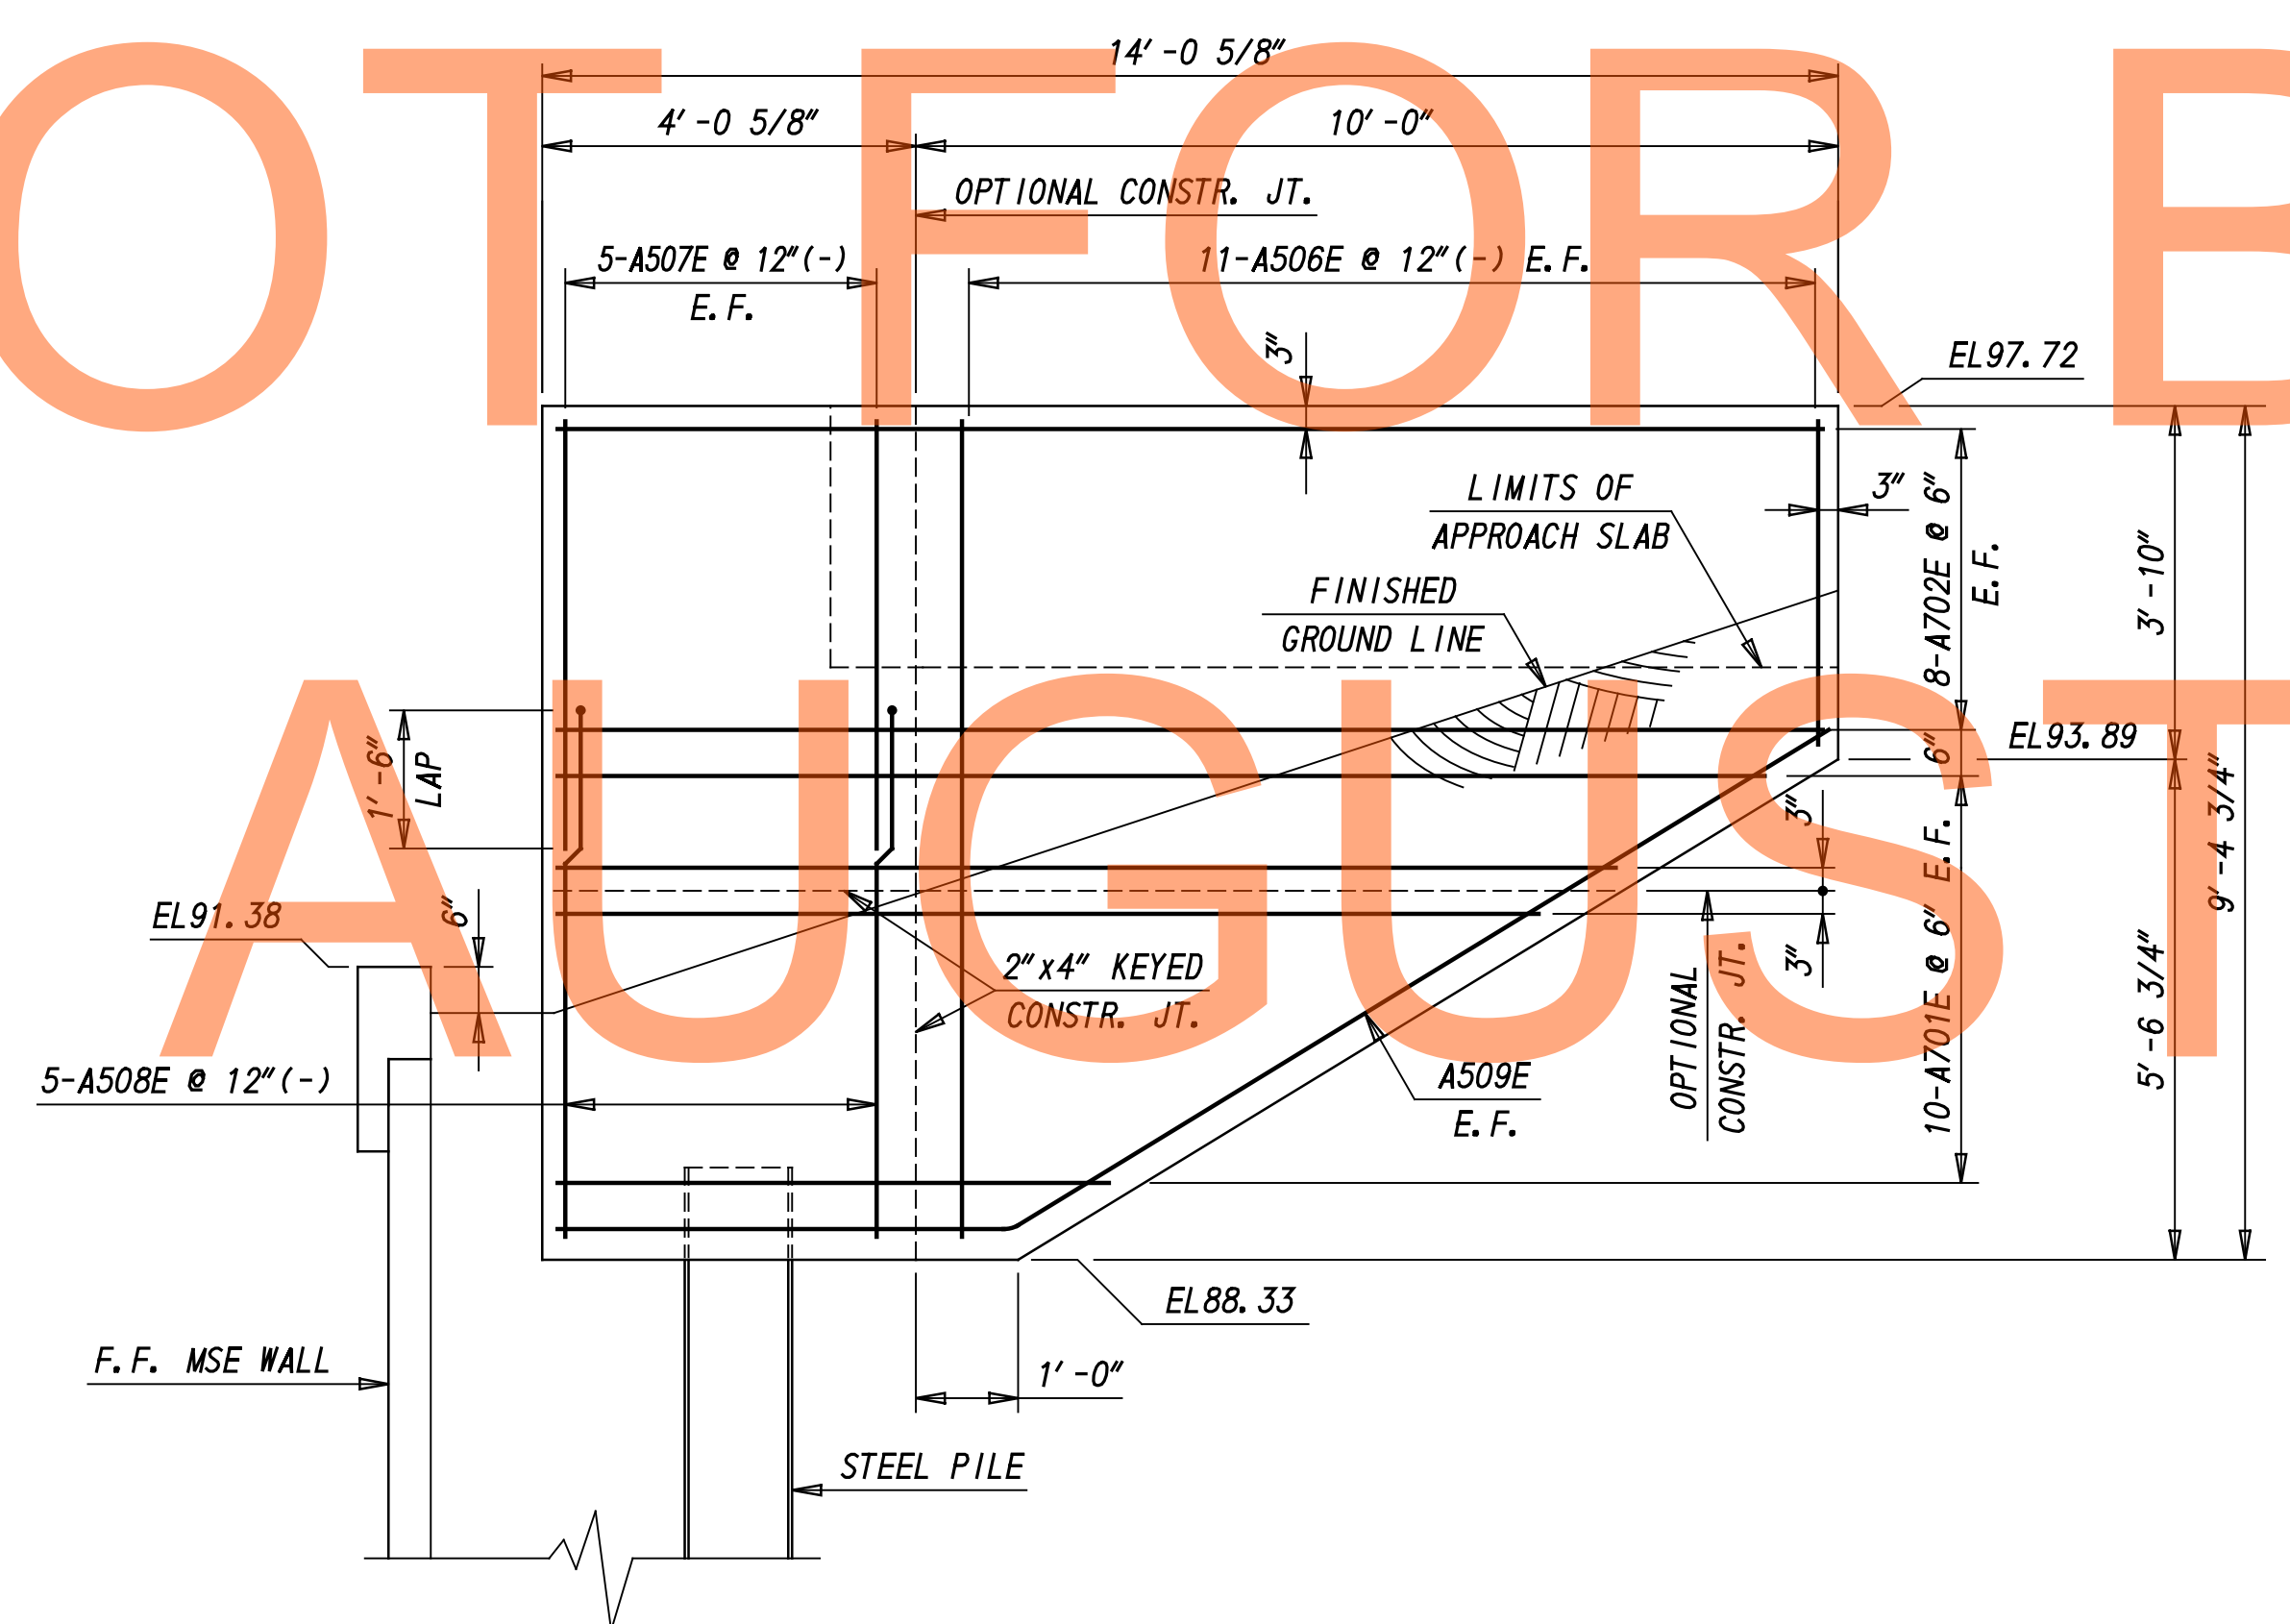 OT FOR B
14'-0 5/8"
4'-0 5/8"
10'-0"
OPTIONAL CONSTR. JT.
5-A507E @ 12"(-)
E.F.
11-A506E @ 12"(-) E.F.
3"
EL97.72
LIMITS OF
APPROACH SLAB
3"
8-A702E @ 6"
E.F.
3'-10"
FINISHED
GROUND LINE
AUGUST
1'-6"
LAP
6"
EL93.89
9'-4 3/4"
3"
EL91.38
6"
2"x4" KEYED
CONSTR. JT.
3"
OPTIONAL
CONSTR. JT.
10-A701E @ 6" E.F.
5'-6 3/4"
5-A508E @ 12"(-)
A509E
E.F.
EL88.33
F.F. MSE WALL
1'-0"
STEEL PILE